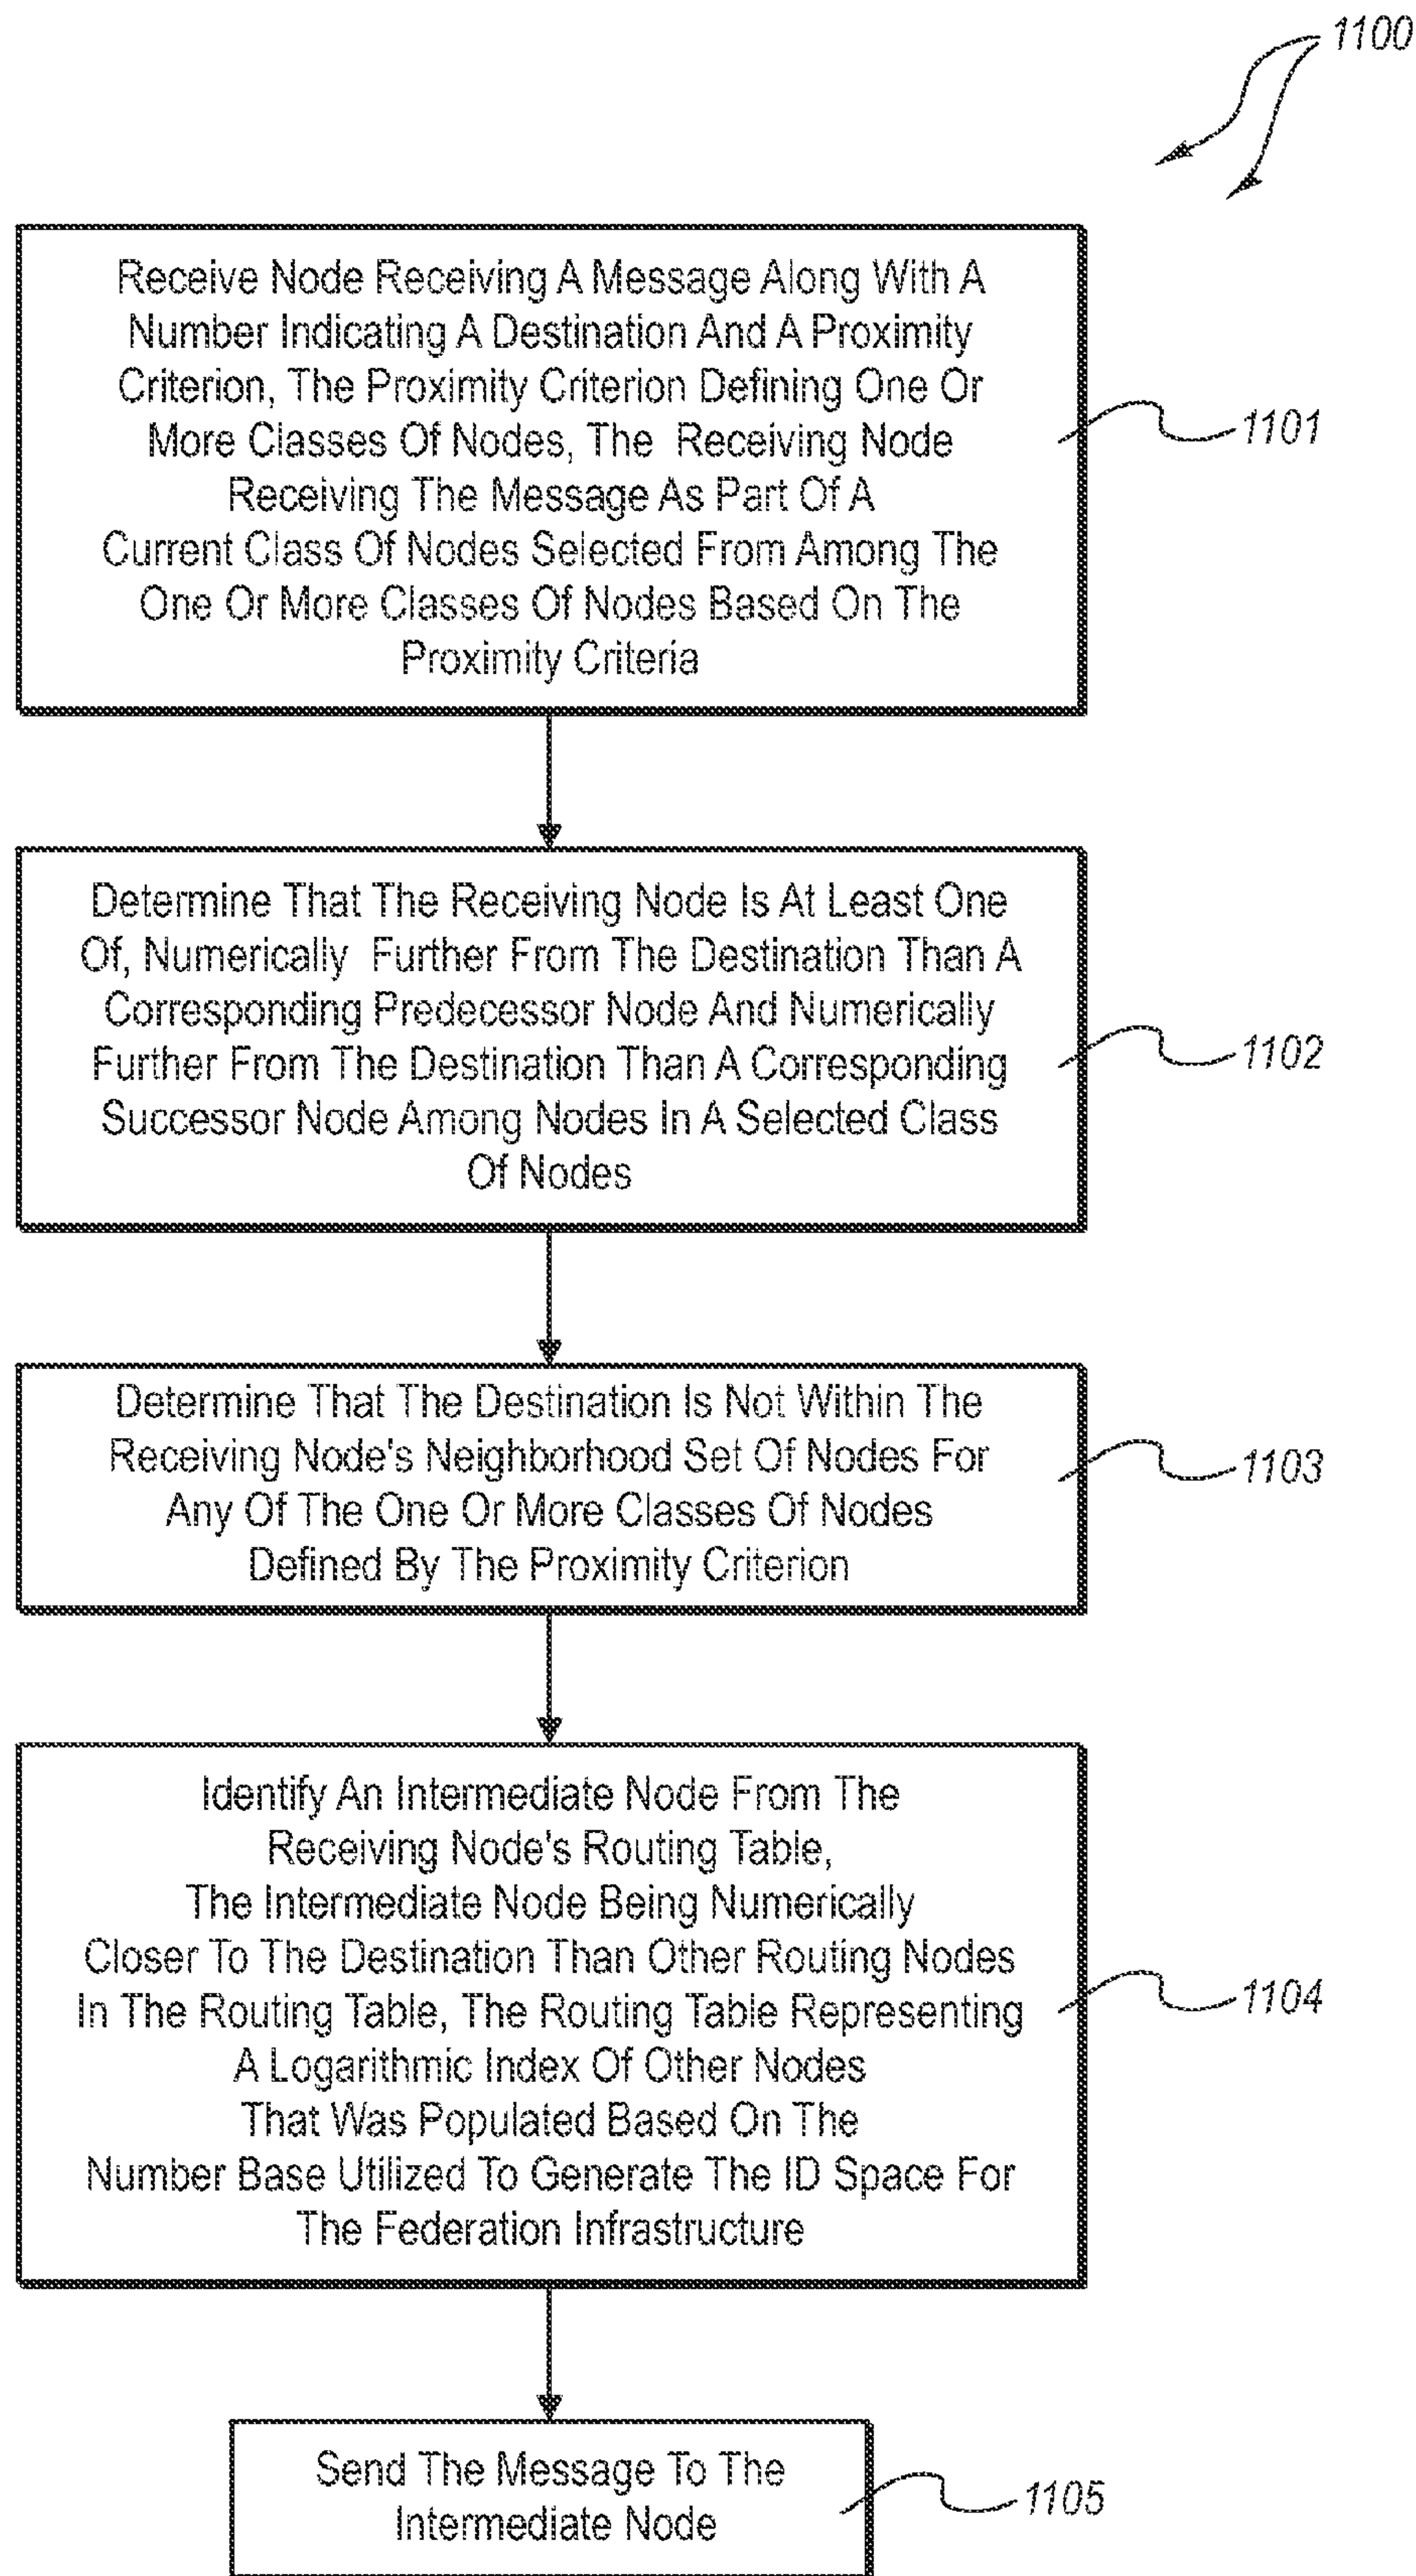 1100
Receive Node Receiving A Message Along With A
Number Indicating A Destination And A Proximity
Criterion, The Proximity Criterion Defining One Or
More Classes Of Nodes, The Receiving Node
Receiving The Message As Part Of A
Current Class Of Nodes Selected From Among The
One Or More Classes Of Nodes Based On The
Proximity Criteria
1101
Determine That The Receiving Node Is At Least One
Of, Numerically Further From The Destination Than A
Corresponding Predecessor Node And Numerically
Further From The Destination Than A Corresponding
Successor Node Among Nodes In A Selected Class
Of Nodes
1102
Determine That The Destination Is Not Within The
Receiving Node's Neighborhood Set Of Nodes For
Any Of The One Or More Classes Of Nodes
Defined By The Proximity Criterion
1103
Identify An Intermediate Node From The
Receiving Node's Routing Table,
The Intermediate Node Being Numerically
Closer To The Destination Than Other Routing Nodes
In The Routing Table, The Routing Table Representing
A Logarithmic Index Of Other Nodes
That Was Populated Based On The
Number Base Utilized To Generate The ID Space For
The Federation Infrastructure
1104
Send The Message To The
Intermediate Node
1105